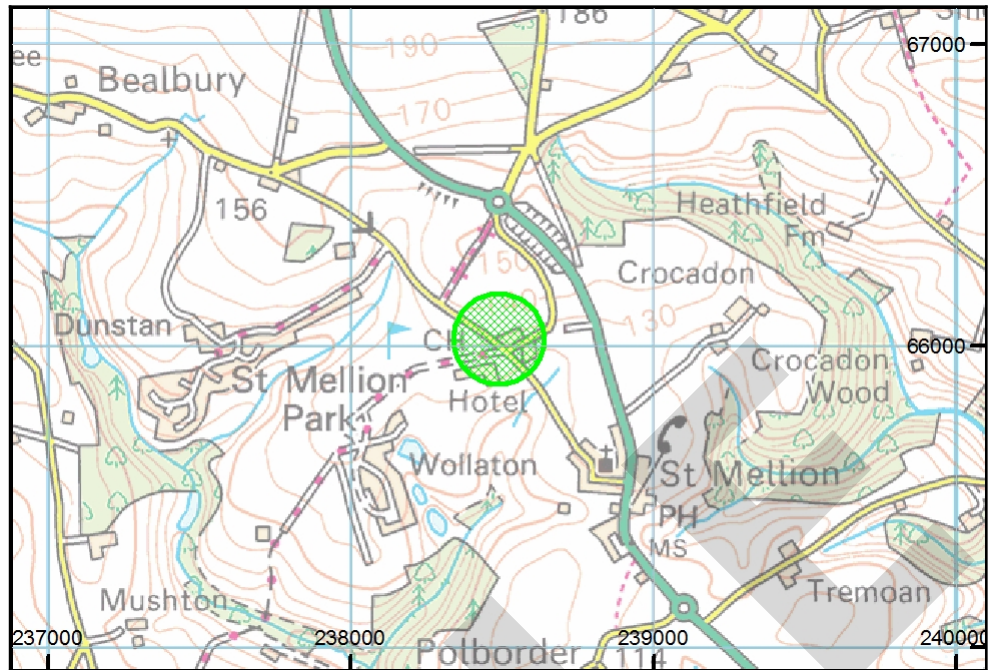 186
190
67000
ee
Bealbury
170
156
Heathfield
Fm
150
Crocadon
130
Dunstan
66000
Crocadon
Wood
St Mellion
Park
Hotel
Wollaton
St Mellion
PH
MS
Tremoan
Mushton
237000
238000
239000
240000
Polborder
114